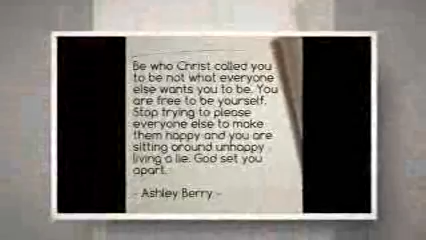 Be who Christ called you
to be not what everyone
else wants you to be. You
are free to be yourself.
Stop trying to please
everyone else to make
them happy and you are
sitting around unhappy
living a lie. God set you
apart.
- Ashley Berry -